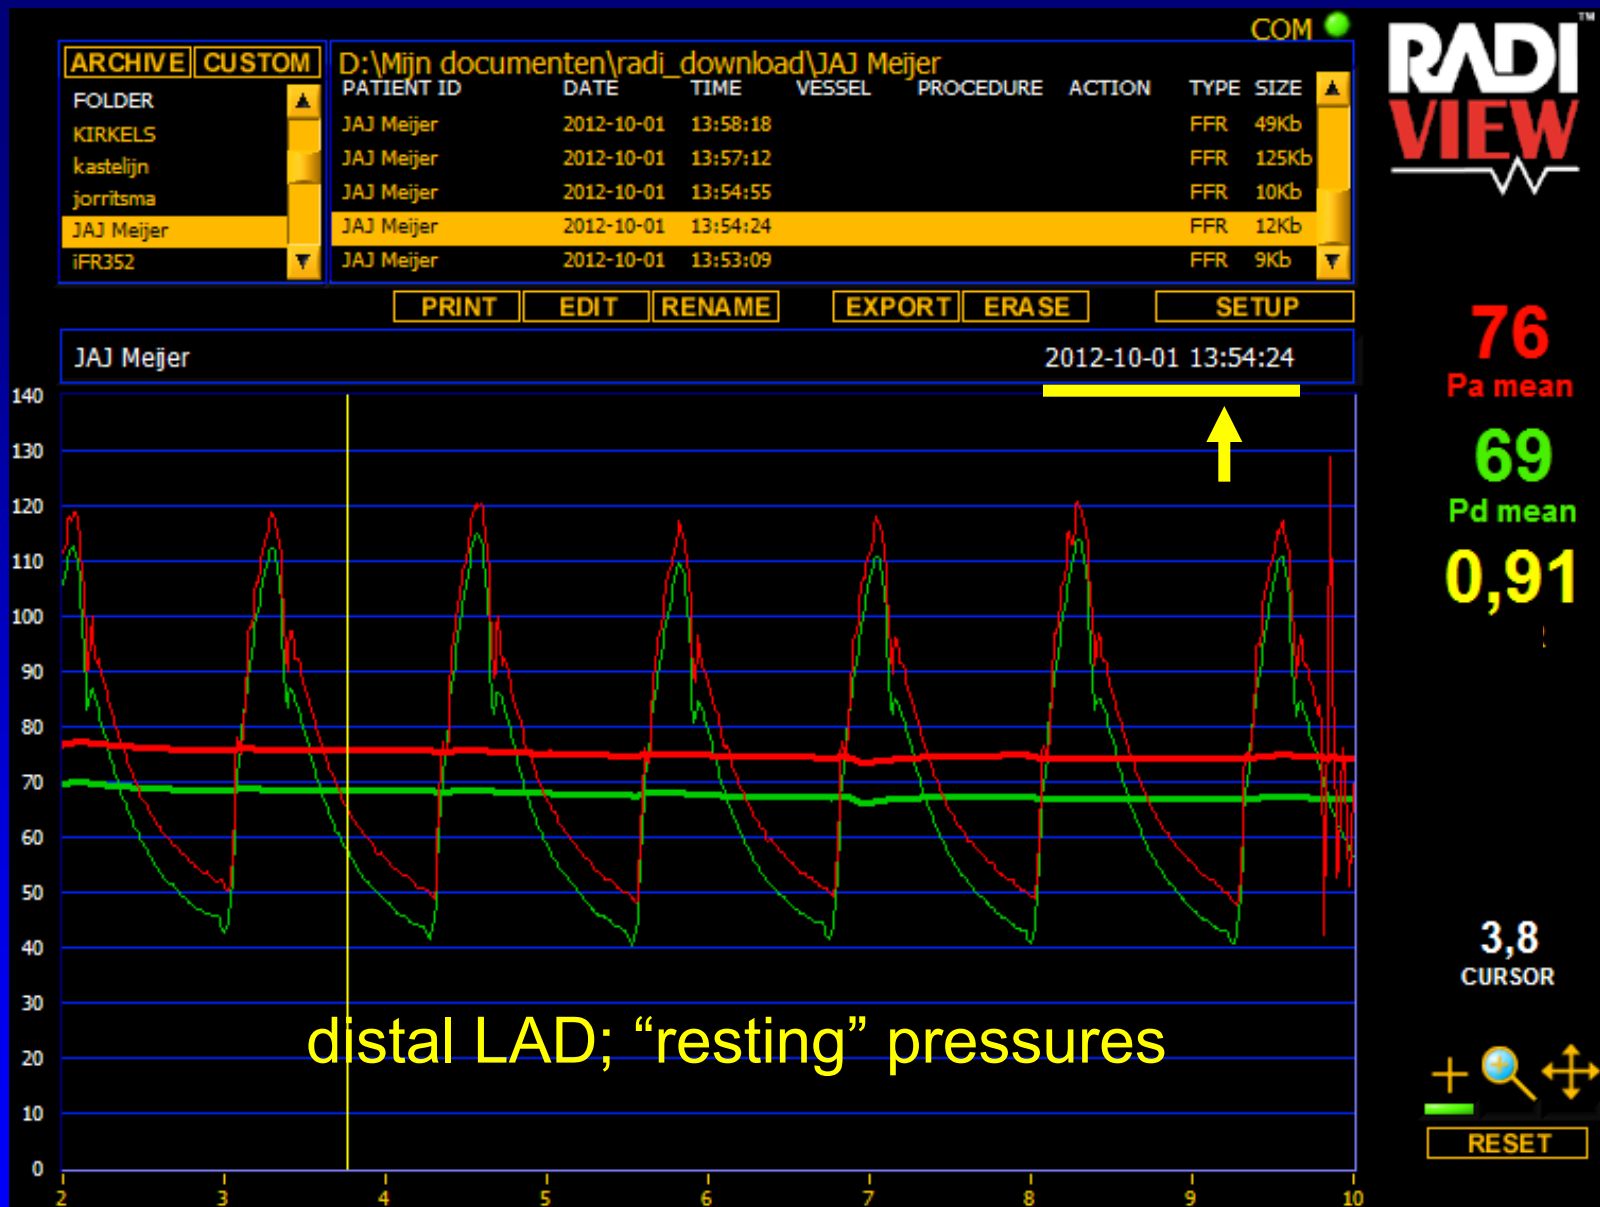 COM
RADI™
VIEW
ARCHIVE CUSTOM
D:\Mijn documenten\radi_download\JAJ Meijer
FOLDER
KIRKELS
kastelijn
jorritsma
JAJ Meijer
iFR352
PATIENT ID DATE TIME VESSEL PROCEDURE ACTION TYPE SIZE
JAJ Meijer 2012-10-01 13:58:18 FFR 49Kb
JAJ Meijer 2012-10-01 13:57:12 FFR 125Kb
JAJ Meijer 2012-10-01 13:54:55 FFR 10Kb
JAJ Meijer 2012-10-01 13:54:24 FFR 12Kb
JAJ Meijer 2012-10-01 13:53:09 FFR 9Kb
PRINT EDIT RENAME EXPORT ERASE SETUP
JAJ Meijer 2012-10-01 13:54:24
76
Pa mean
69
Pd mean
0,91
140
130
120
110
100
90
80
70
60
50
40
30
20
10
0
distal LAD; “resting” pressures
2 3 4 5 6 7 8 9 10
3,8
CURSOR
RESET